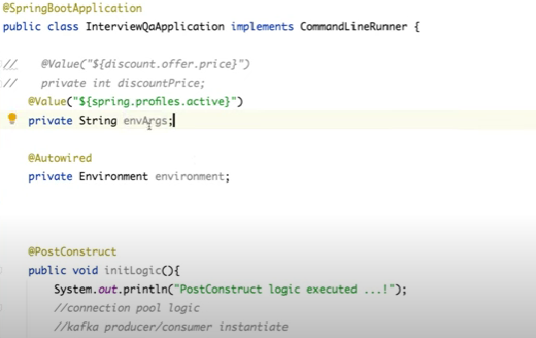 @SpringBootApplication
public class InterviewQaApplication implements CommandLineRunner {
//    @Value("${discount.offer.price}")
//    private int discountPrice;
@Value("${spring.profiles.active}")
private String envArgs;
@Autowired
private Environment environment;
@PostConstruct
public void initLogic(){
System.out.println("PostConstruct logic executed ...!");
//connection pool logic
//kafka producer/consumer instantiate